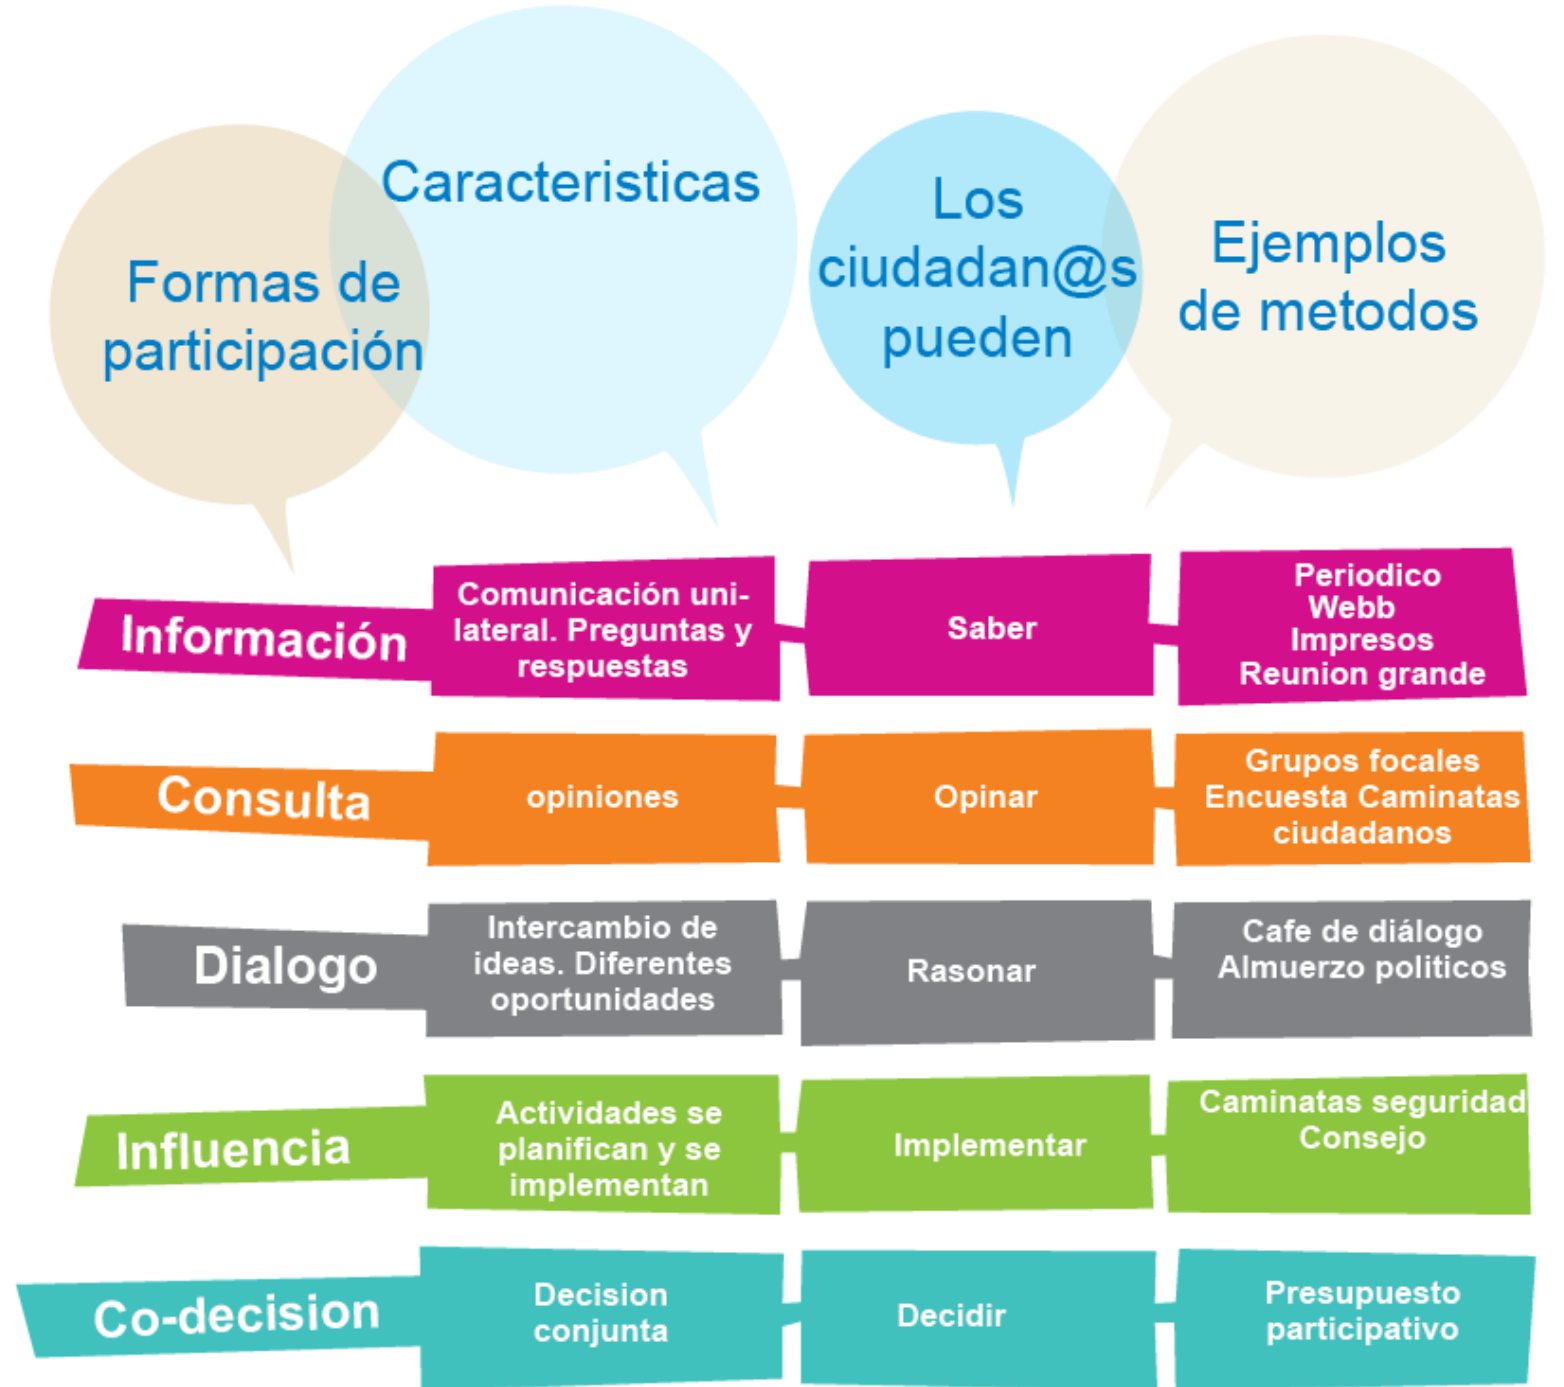 Formas de
participación
Caracteristicas
Los
ciudadan@s
pueden
Ejemplos
de metodos
Información
Comunicación uni-
lateral. Preguntas y
respuestas
Saber
Periodico
Webb
Impresos
Reunion grande
Consulta
opiniones
Opinar
Grupos focales
Encuesta Caminatas
ciudadanos
Dialogo
Intercambio de
ideas. Diferentes
oportunidades
Rasonar
Cafe de diálogo
Almuerzo politicos
Influencia
Actividades se
planifican y se
implementan
Implementar
Caminatas seguridad
Consejo
Co-decision
Decision
conjunta
Decidir
Presupuesto
participativo